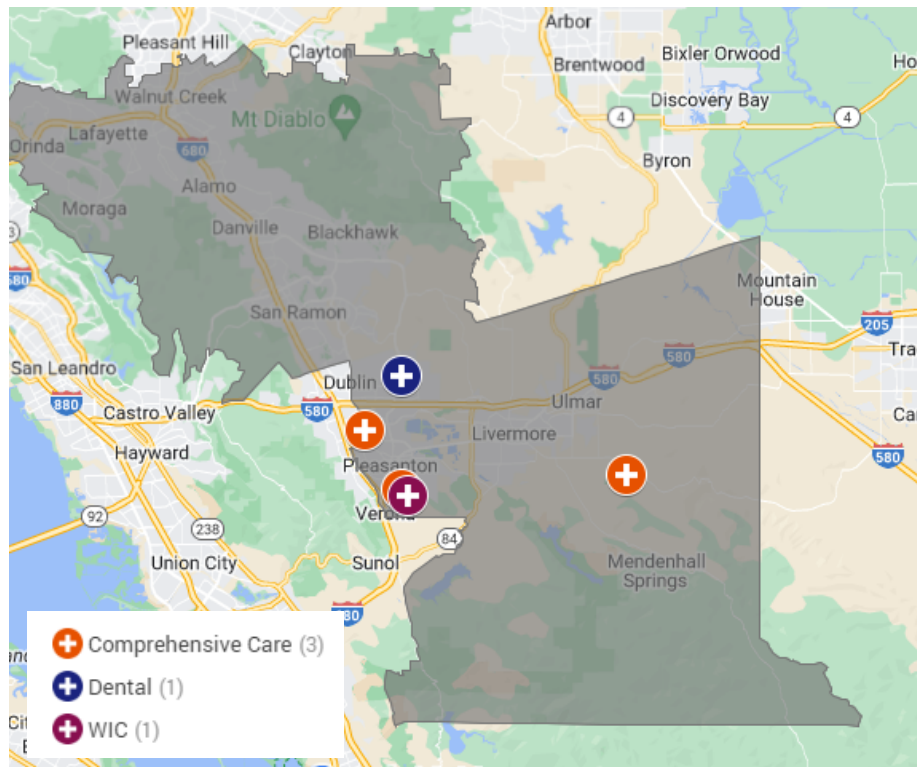 Arbor
Pleasant Hill
Clayton
Bixler Orwood
Brentwood
Ho
Walnut Creek
Discovery Bay
Mt Diablo
4
4
Lafayette
Orinda
680
Byron
Alamo
Moraga
Danville
Blackhawk
580
Mountain
House
San Ramon
205
Tra
San Leandro
580
Dublin
580
880
Castro Valley
580
Ulmar
Ca
Livermore
Hayward
580
Pleasanton
Verona
92
238
84
Union City
Sunol
Mendenhall
Springs
Comprehensive Care (3)
Dental (1)
WIC (1)